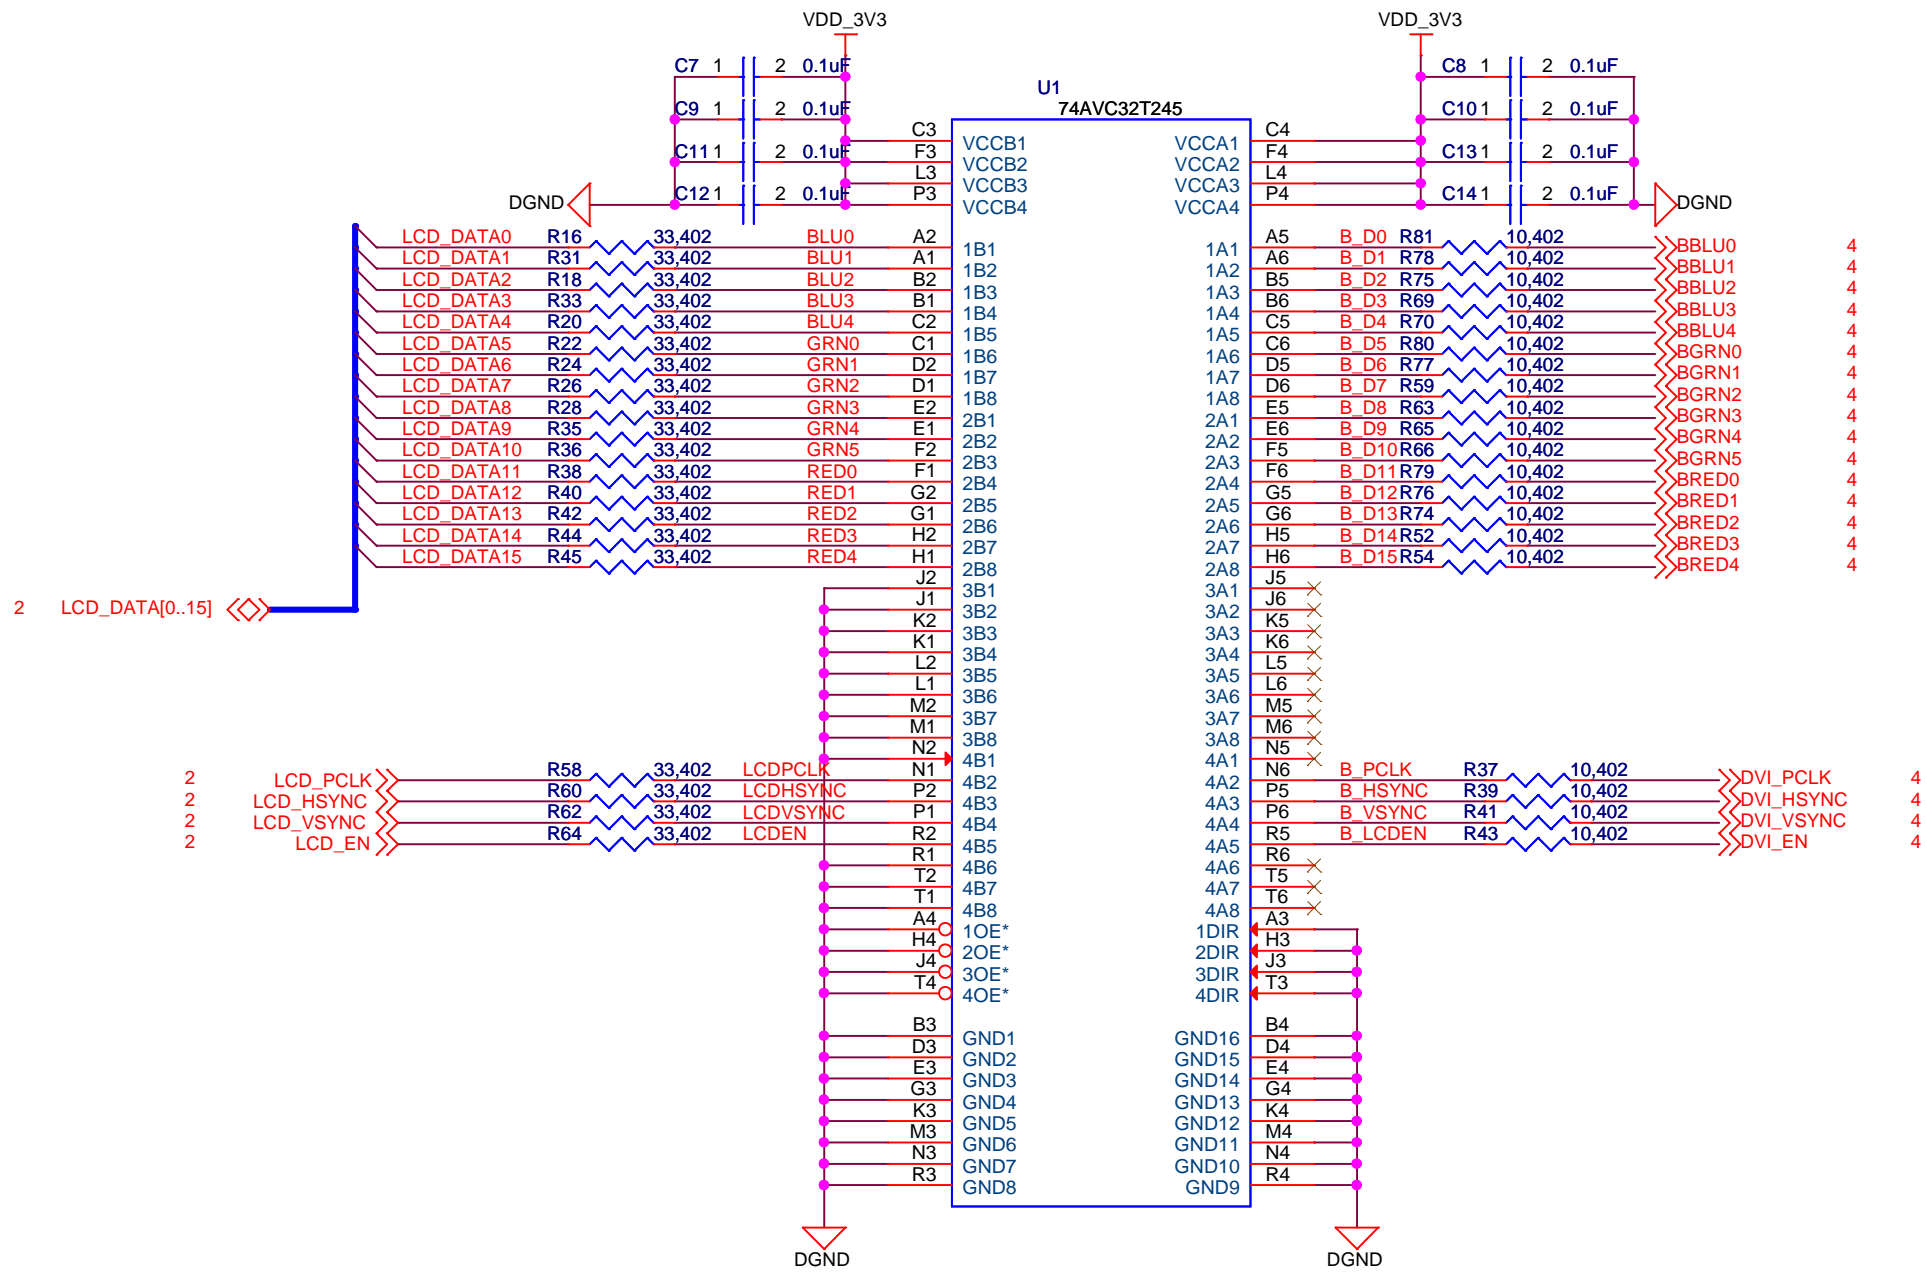 VDD_3V3 VDD_3V3
C7 1 2 0.1uF C8 1 2 0.1uF
U1
C9 1 2 0.1uF 74AVC32T245 C10 1 2 0.1uF
C3 C4
VCCB1 VCCA1
C11 1 2 0.1uF F3 F4 C13 1 2 0.1uF
VCCB2 VCCA2
L3 L4
VCCB3 VCCA3
C12 1 2 0.1uF P3 P4 C14 1 2 0.1uF
DGND VCCB4 VCCA4 DGND
LCD_DATA0 R16 33,402 BLU0 A2 1B1 1A1 A5 B_D0 R81 10,402 BBLU0 4
LCD_DATA1 R31 33,402 BLU1 A1 1B2 1A2 A6 B_D1 R78 10,402 BBLU1 4
LCD_DATA2 R18 33,402 BLU2 B2 1B3 1A3 B5 B_D2 R75 10,402 BBLU2 4
LCD_DATA3 R33 33,402 BLU3 B1 1B4 1A4 B6 B_D3 R69 10,402 BBLU3 4
LCD_DATA4 R20 33,402 BLU4 C2 1B5 1A5 C5 B_D4 R70 10,402 BBLU4 4
LCD_DATA5 R22 33,402 GRN0 C1 1B6 1A6 C6 B_D5 R80 10,402 BGRN0 4
LCD_DATA6 R24 33,402 GRN1 D2 1B7 1A7 D5 B_D6 R77 10,402 BGRN1 4
LCD_DATA7 R26 33,402 GRN2 D1 1B8 1A8 D6 B_D7 R59 10,402 BGRN2 4
LCD_DATA8 R28 33,402 GRN3 E2 2B1 2A1 E5 B_D8 R63 10,402 BGRN3 4
LCD_DATA9 R35 33,402 GRN4 E1 2B2 2A2 E6 B_D9 R65 10,402 BGRN4 4
LCD_DATA10 R36 33,402 GRN5 F2 2B3 2A3 F5 B_D10 R66 10,402 BGRN5 4
LCD_DATA11 R38 33,402 RED0 F1 2B4 2A4 F6 B_D11 R79 10,402 BRED0 4
LCD_DATA12 R40 33,402 RED1 G2 2B5 2A5 G5 B_D12 R76 10,402 BRED1 4
LCD_DATA13 R42 33,402 RED2 G1 2B6 2A6 G6 B_D13 R74 10,402 BRED2 4
LCD_DATA14 R44 33,402 RED3 H2 2B7 2A7 H5 B_D14 R52 10,402 BRED3 4
LCD_DATA15 R45 33,402 RED4 H1 2B8 2A8 H6 B_D15 R54 10,402 BRED4 4
J2 3B1 3A1 J5
2 LCD_DATA[0..15] J1 3B2 3A2 J6
K2 3B3 3A3 K5
K1 3B4 3A4 K6
L2 3B5 3A5 L5
L1 3B6 3A6 L6
M2 3B7 3A7 M5
M1 3B8 3A8 M6
N2 4B1 4A1 N5
2 LCD_PCLK R58 33,402 LCDPCLK N1 4B2 4A2 N6 B_PCLK R37 10,402 DVI_PCLK 4
2 LCD_HSYNC R60 33,402 LCDHSYNC P2 4B3 4A3 P5 B_HSYNC R39 10,402 DVI_HSYNC 4
2 LCD_VSYNC R62 33,402 LCDVSYNC P1 4B4 4A4 P6 B_VSYNC R41 10,402 DVI_VSYNC 4
2 LCD_EN R64 33,402 LCDEN R2 4B5 4A5 R5 B_LCDEN R43 10,402 DVI_EN 4
R1 4B6 4A6 R6
T2 4B7 4A7 T5
T1 4B8 4A8 T6
A4 1OE* 1DIR A3
H4 2OE* 2DIR H3
J4 3OE* 3DIR J3
T4 4OE* 4DIR T3
B3 GND1 GND16 B4
D3 GND2 GND15 D4
E3 GND3 GND14 E4
G3 GND4 GND13 G4
K3 GND5 GND12 K4
M3 GND6 GND11 M4
N3 GND7 GND10 N4
R3 GND8 GND9 R4
DGND DGND